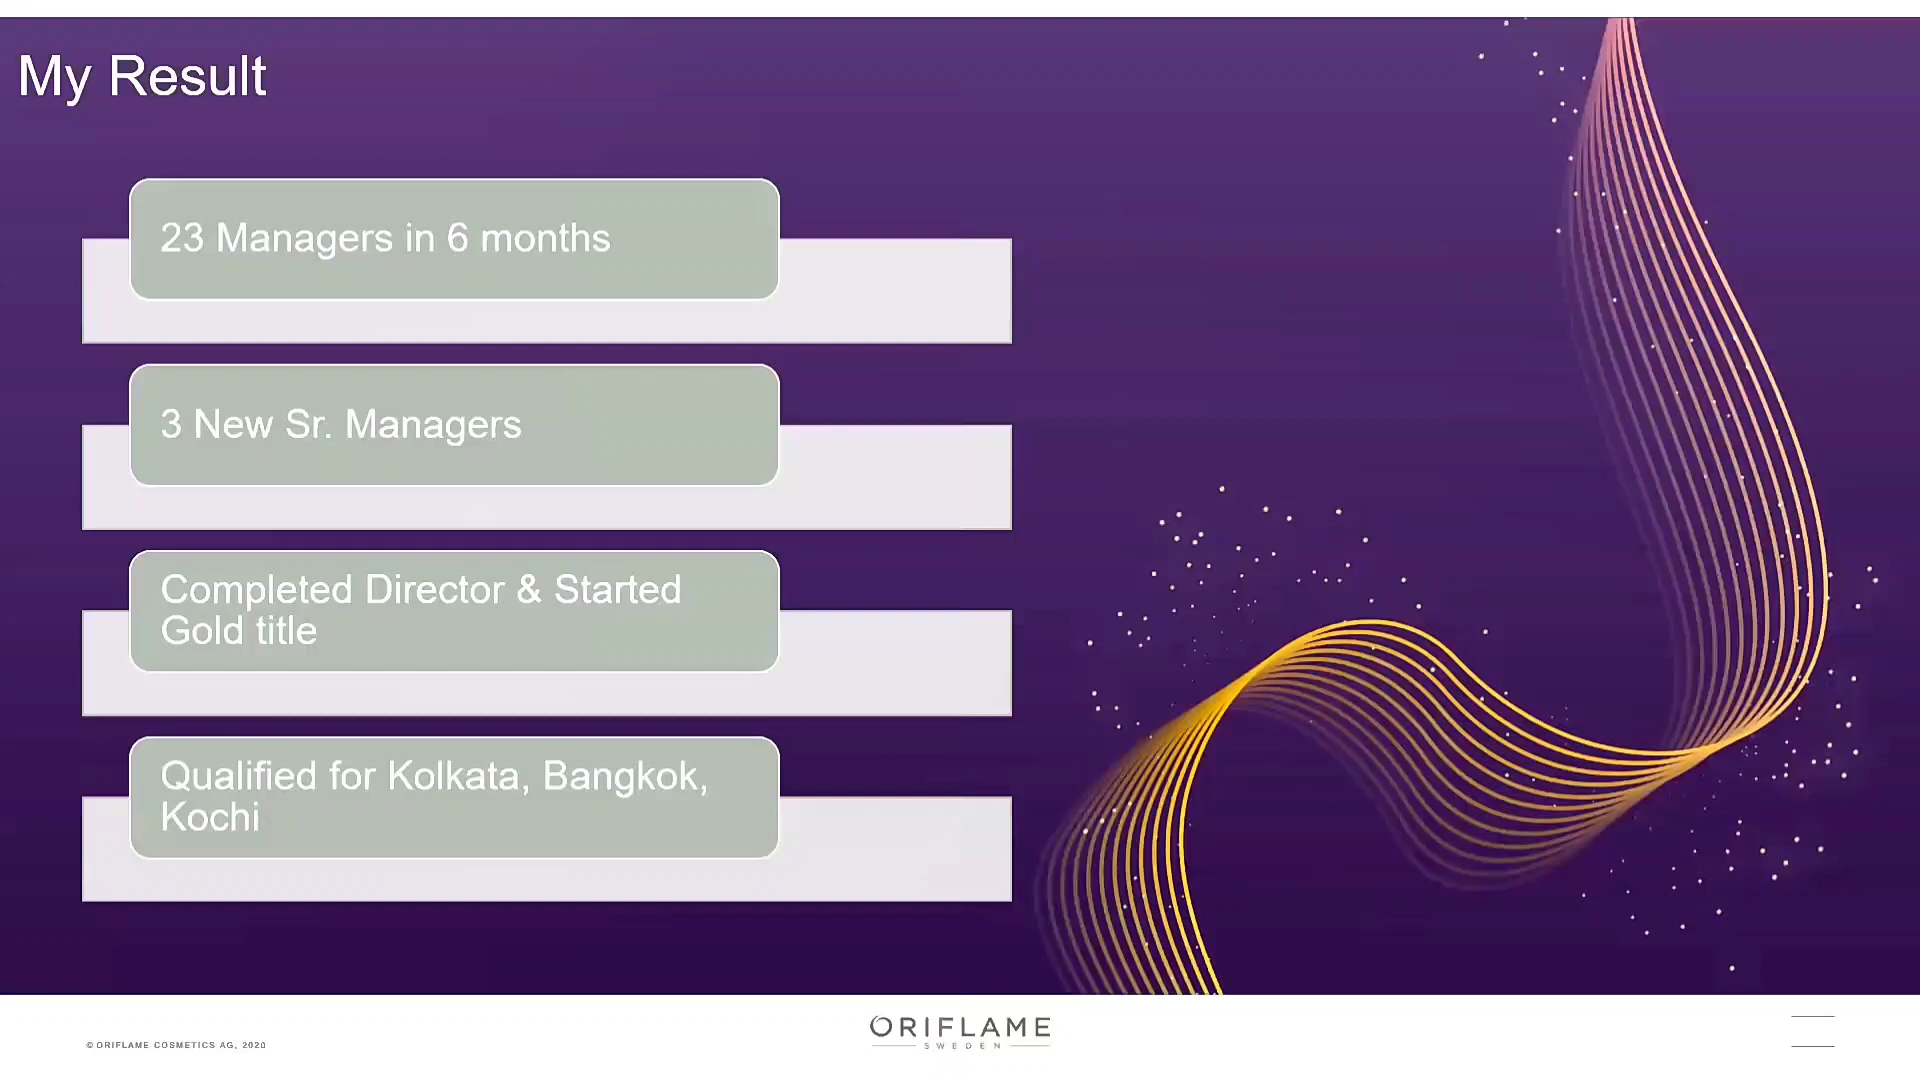 My Result
23 Managers in 6 months
3 New Sr. Managers
Completed Director & Started
Gold title
Qualified for Kolkata, Bangkok,
Kochi
© ORIFLAME COSMETICS AG, 2020
ORIFLAME
SWEDEN